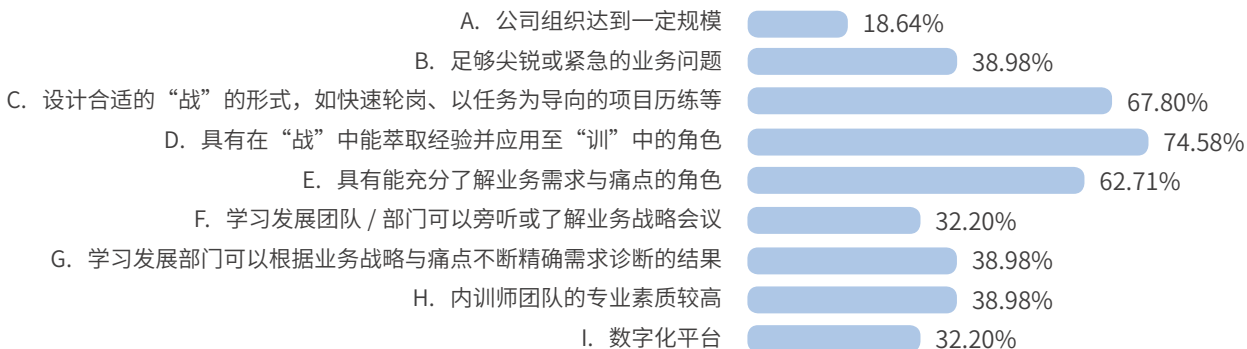 A. 公司组织达到一定规模 18.64%
B. 足够尖锐或紧急的业务问题 38.98%
C. 设计合适的“战”的形式，如快速轮岗、以任务为导向的项目历练等 67.80%
D. 具有在“战”中能萃取经验并应用至“训”中的角色 74.58%
E. 具有能充分了解业务需求与痛点的角色 62.71%
F. 学习发展团队 / 部门可以旁听或了解业务战略会议 32.20%
G. 学习发展部门可以根据业务战略与痛点不断精确需求诊断的结果 38.98%
H. 内训师团队的专业素质较高 38.98%
I. 数字化平台 32.20%